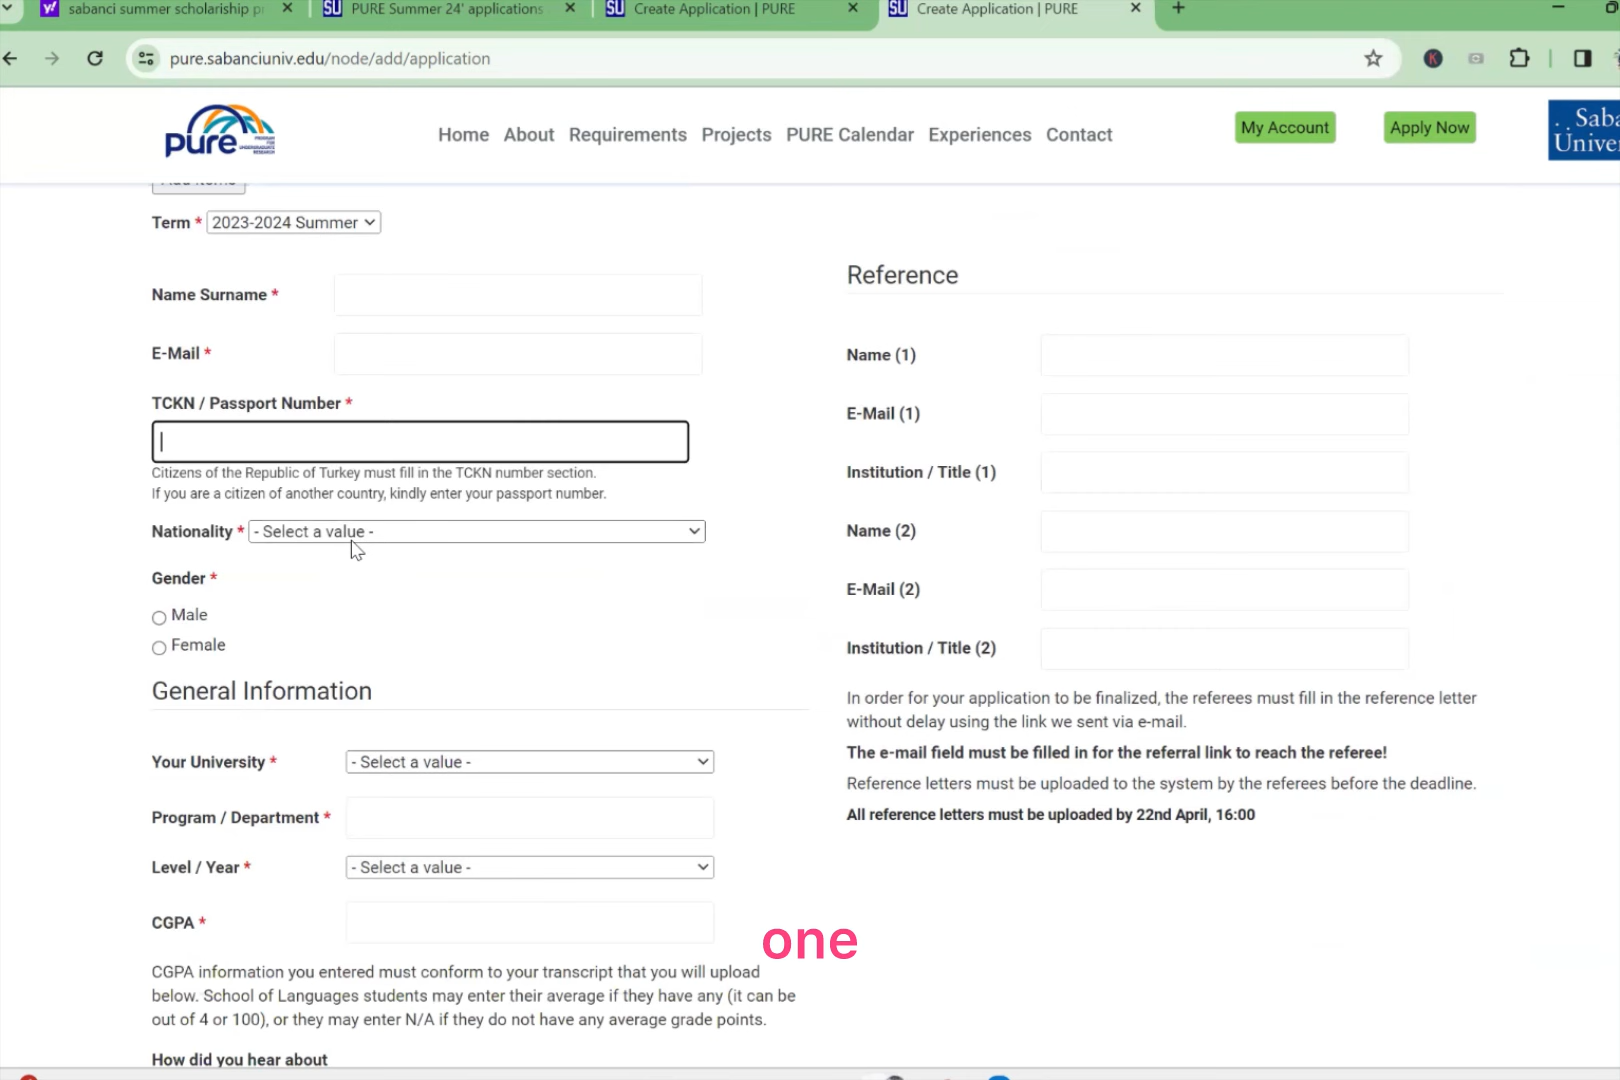 sabanci summer scholariship p
PURE Summer 24' applications
Create Application | PURE
Create Application | PURE
pure.sabanciuniv.edu/node/add/application
K
pure
PROGRAM
FOR
UNDERGRADUATE
RESEARCH
Home
About
Requirements
Projects
PURE Calendar
Experiences
Contact
My Account
Apply Now
Saba
Unive
Add items
Term *
2023-2024 Summer
Name Surname *
E-Mail *
TCKN / Passport Number *
Citizens of the Republic of Turkey must fill in the TCKN number section.
If you are a citizen of another country, kindly enter your passport number.
Nationality *
- Select a value -
Gender *
Male
Female
General Information
Your University *
- Select a value -
Program / Department *
Level / Year *
- Select a value -
CGPA *
CGPA information you entered must conform to your transcript that you will upload
below. School of Languages students may enter their average if they have any (it can be
out of 4 or 100), or they may enter N/A if they do not have any average grade points.
How did you hear about
Reference
Name (1)
E-Mail (1)
Institution / Title (1)
Name (2)
E-Mail (2)
Institution / Title (2)
In order for your application to be finalized, the referees must fill in the reference letter
without delay using the link we sent via e-mail.
The e-mail field must be filled in for the referral link to reach the referee!
Reference letters must be uploaded to the system by the referees before the deadline.
All reference letters must be uploaded by 22nd April, 16:00
one